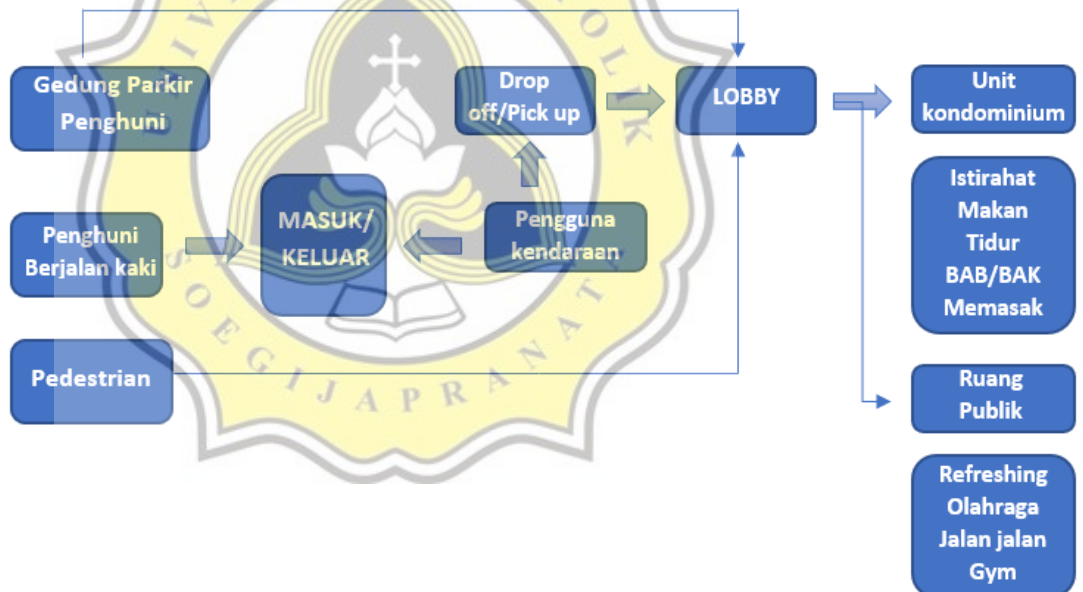 Gedung Parkir
Penghuni
Drop
off/Pick up
LOBBY
Unit
kondominium
Penghuni
Berjalan kaki
MASUK/
KELUAR
Pengguna
kendaraan
Istirahat
Makan
Tidur
BAB/BAK
Memasak
Pedestrian
Ruang
Publik
Refreshing
Olahraga
Jalan jalan
Gym
SOEGIJAPRANATA